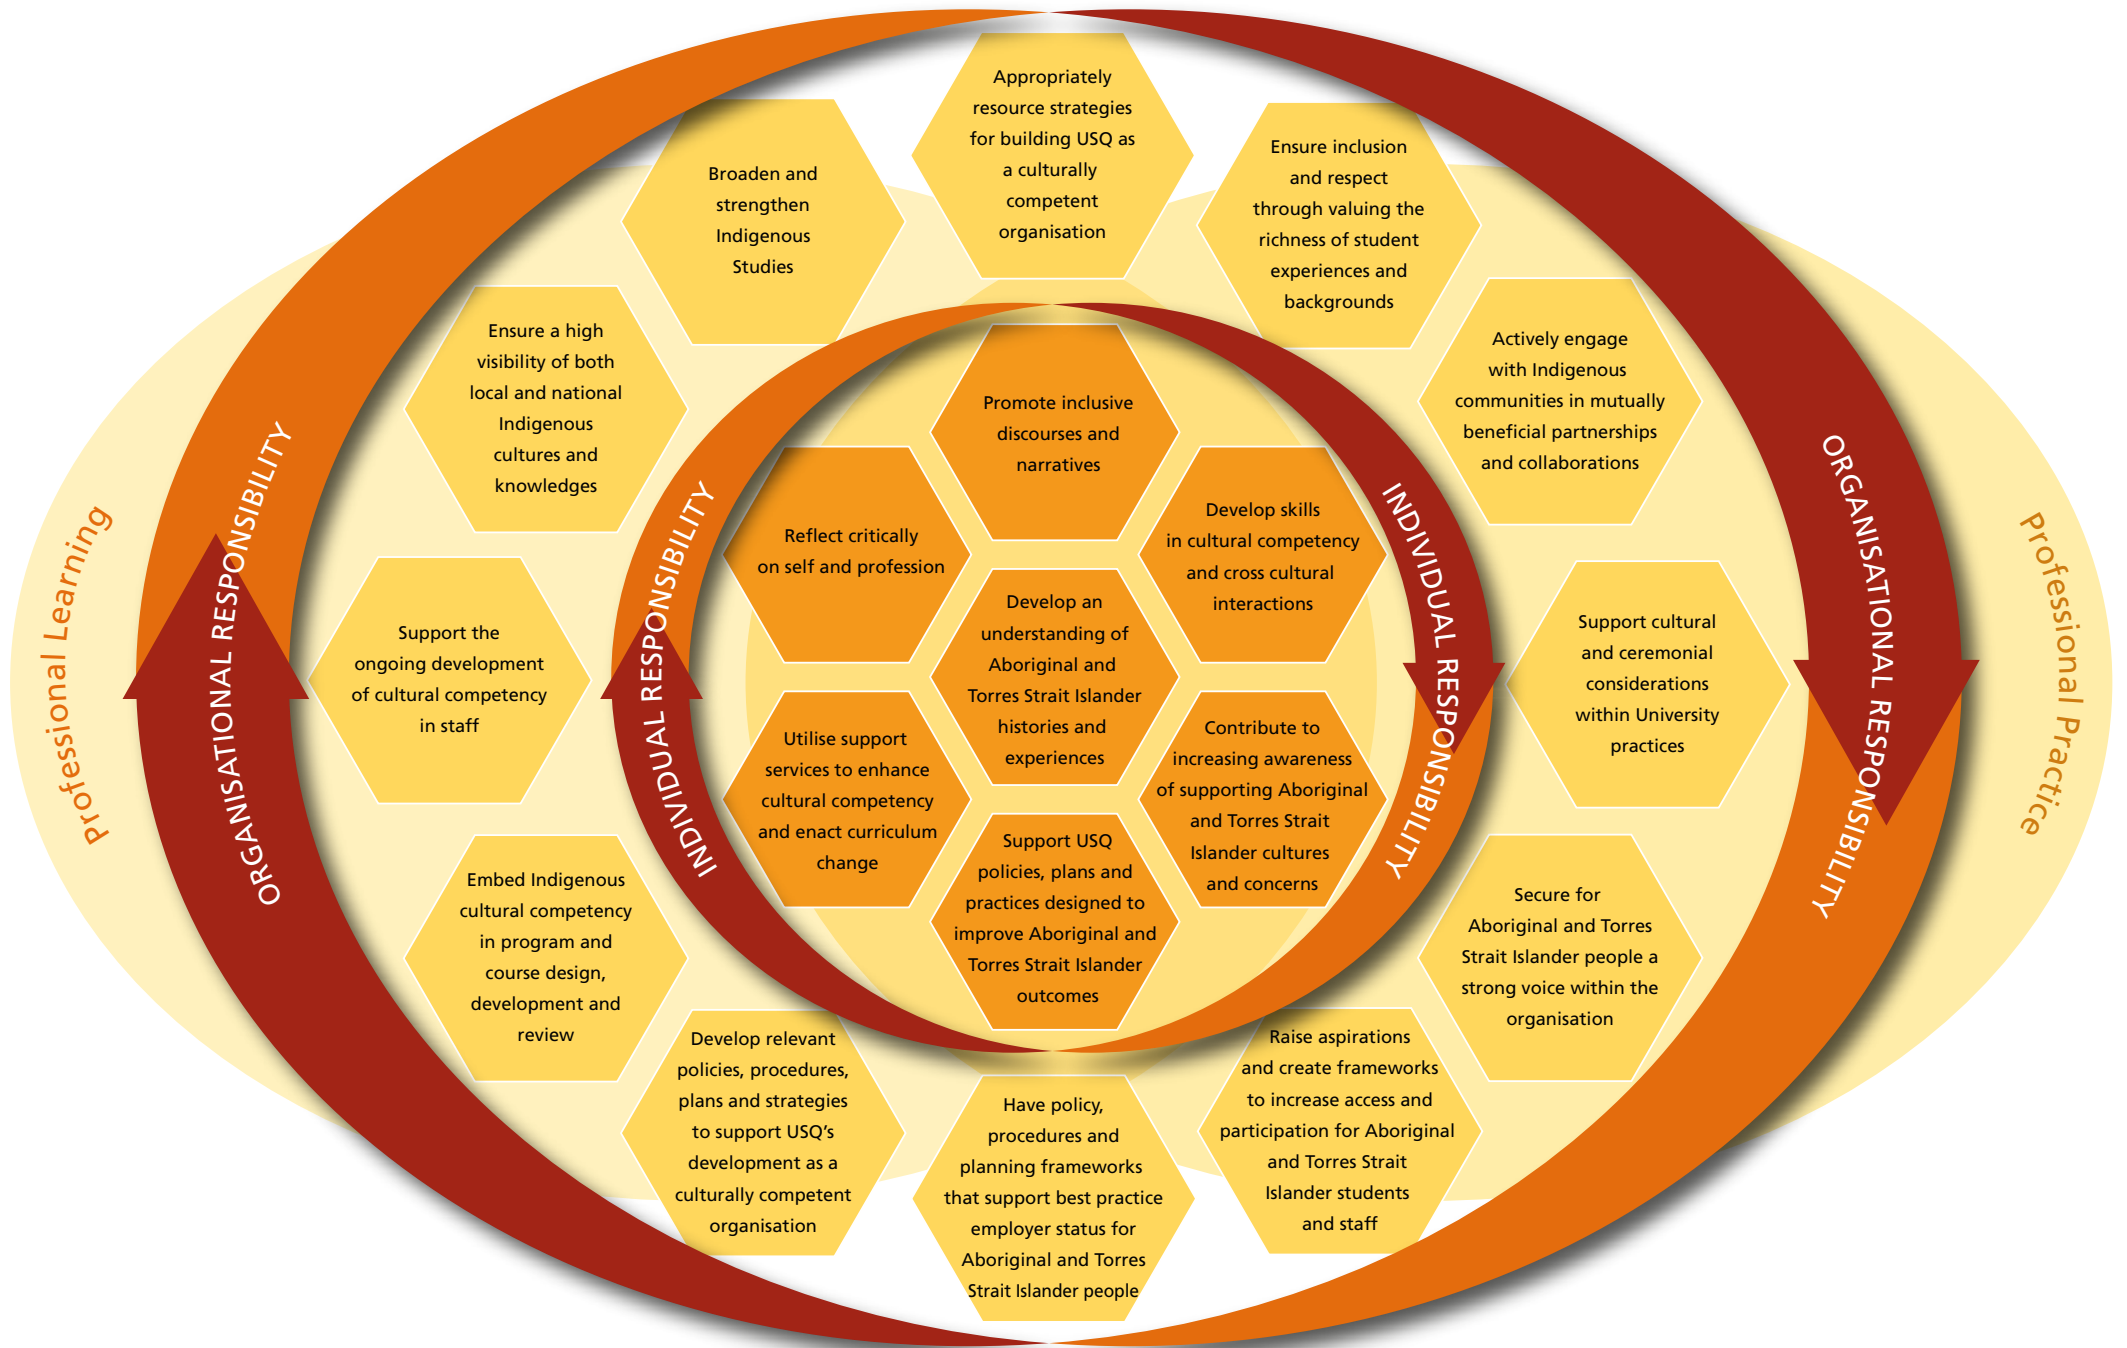 Appropriately
resource strategies
for building USQ as
a culturally
competent
organisation
Broaden and
strengthen
Indigenous
Studies
Ensure inclusion
and respect
through valuing the
richness of student
experiences and
backgrounds
Ensure a high
visibility of both
local and national
Indigenous
cultures and
knowledges
Actively engage
with Indigenous
communities in mutually
beneficial partnerships
and collaborations
Promote inclusive
discourses and
narratives
Reflect critically
on self and profession
Develop skills
in cultural competency
and cross cultural
interactions
Develop an
understanding of
Aboriginal and
Torres Strait Islander
histories and
experiences
Utilise support
services to enhance
cultural competency
and enact curriculum
change
Contribute to
increasing awareness
of supporting Aboriginal
and Torres Strait
Islander cultures
and concerns
Support USQ
policies, plans and
practices designed to
improve Aboriginal and
Torres Strait Islander
outcomes
Professional Learning
ORGANISATIONAL RESPONSIBILITY
INDIVIDUAL RESPONSIBILITY
INDIVIDUAL RESPONSIBILITY
ORGANISATIONAL RESPONSIBILITY
Professional Practice
Support the
ongoing development
of cultural competency
in staff
Support cultural
and ceremonial
considerations
within University
practices
Embed Indigenous
cultural competency
in program and
course design,
development and
review
Secure for
Aboriginal and Torres
Strait Islander people a
strong voice within the
organisation
Develop relevant
policies, procedures,
plans and strategies
to support USQ’s
development as a
culturally competent
organisation
Have policy,
procedures and
planning frameworks
that support best practice
employer status for
Aboriginal and Torres
Strait Islander people
Raise aspirations
and create frameworks
to increase access and
participation for Aboriginal
and Torres Strait
Islander students
and staff